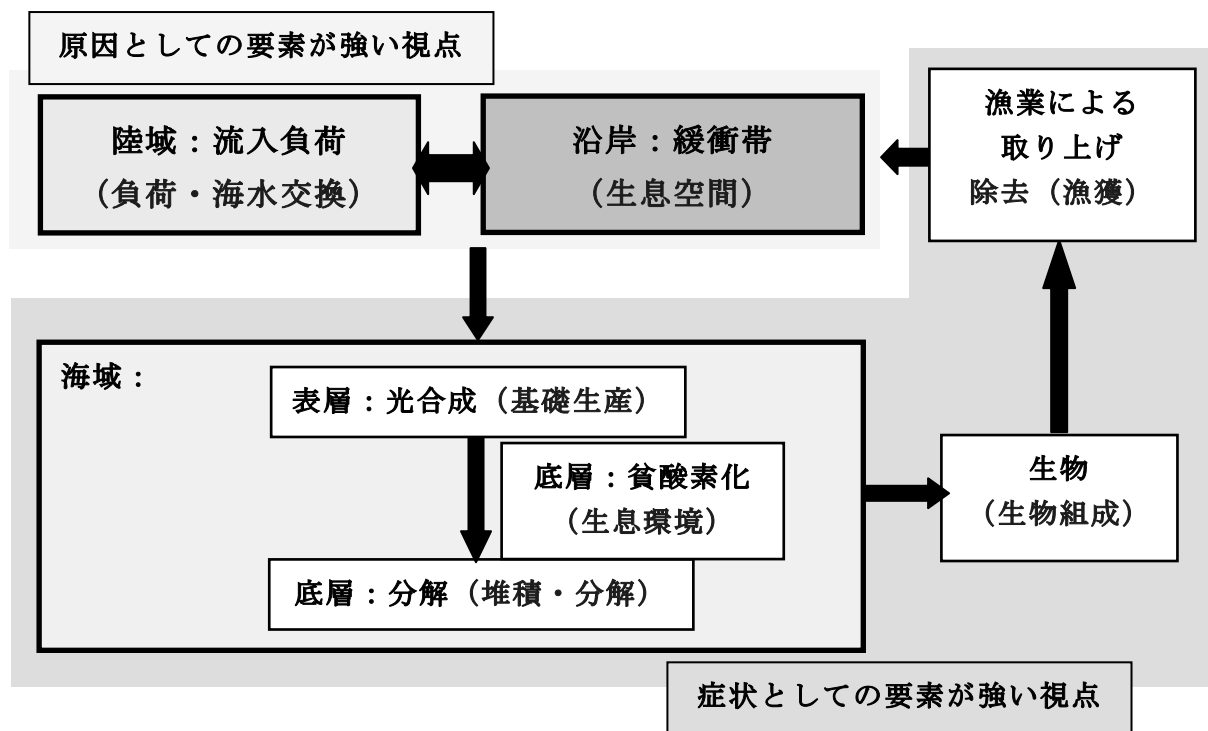 原因としての要素が強い視点
陸域：流入負荷
（負荷・海水交換）
沿岸：緩衝帯
（生息空間）
漁業による
取り上げ
除去（漁獲）
海域：
表層：光合成（基礎生産）
底層：貧酸素化
（生息環境）
底層：分解（堆積・分解）
生物
（生物組成）
症状としての要素が強い視点